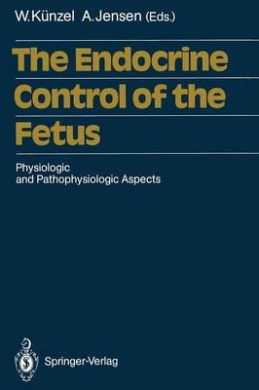 W.Künzel A.Jensen (Eds.)
The Endocrine
Control of the
Fetus
Physiologic
and Pathophysiologic Aspects
Springer-Verlag